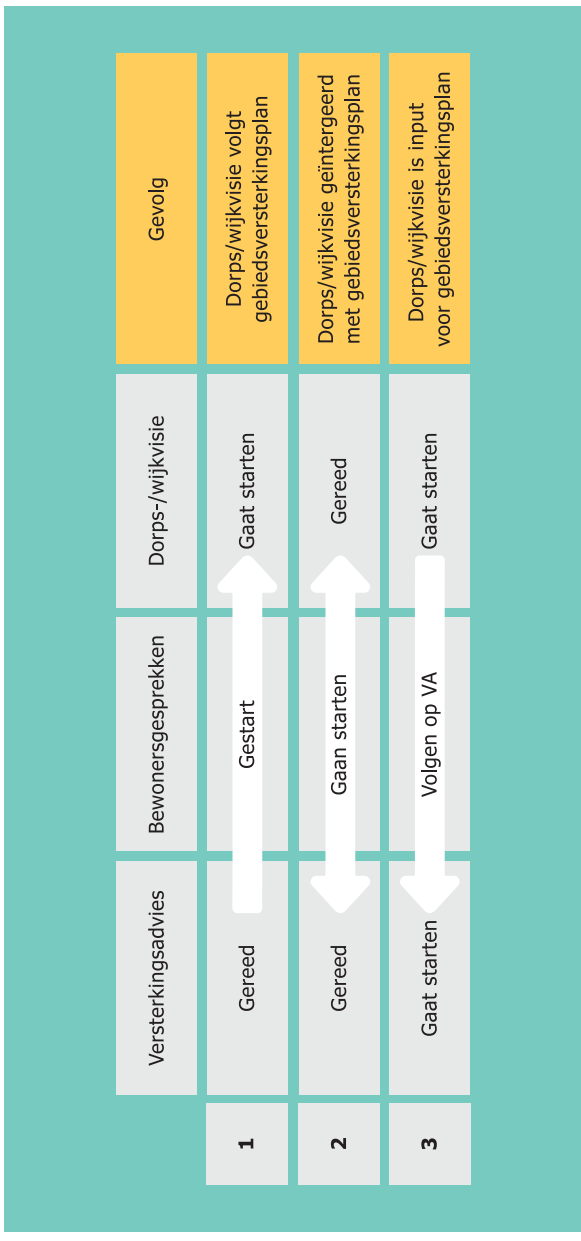 Versterkingsadvies
Bewonersgesprekken
Dorps-/wijkvisie
Gevolg
1
Gereed
Gestart
Gaat starten
Dorps/wijkvisie volgt
gebiedsversterkingsplan
2
Gereed
Gaan starten
Gereed
Dorps/wijkvisie geïntergeerd
met gebiedsversterkingsplan
3
Gaat starten
Volgen op VA
Gaat starten
Dorps/wijkvisie is input
voor gebiedsversterkingsplan